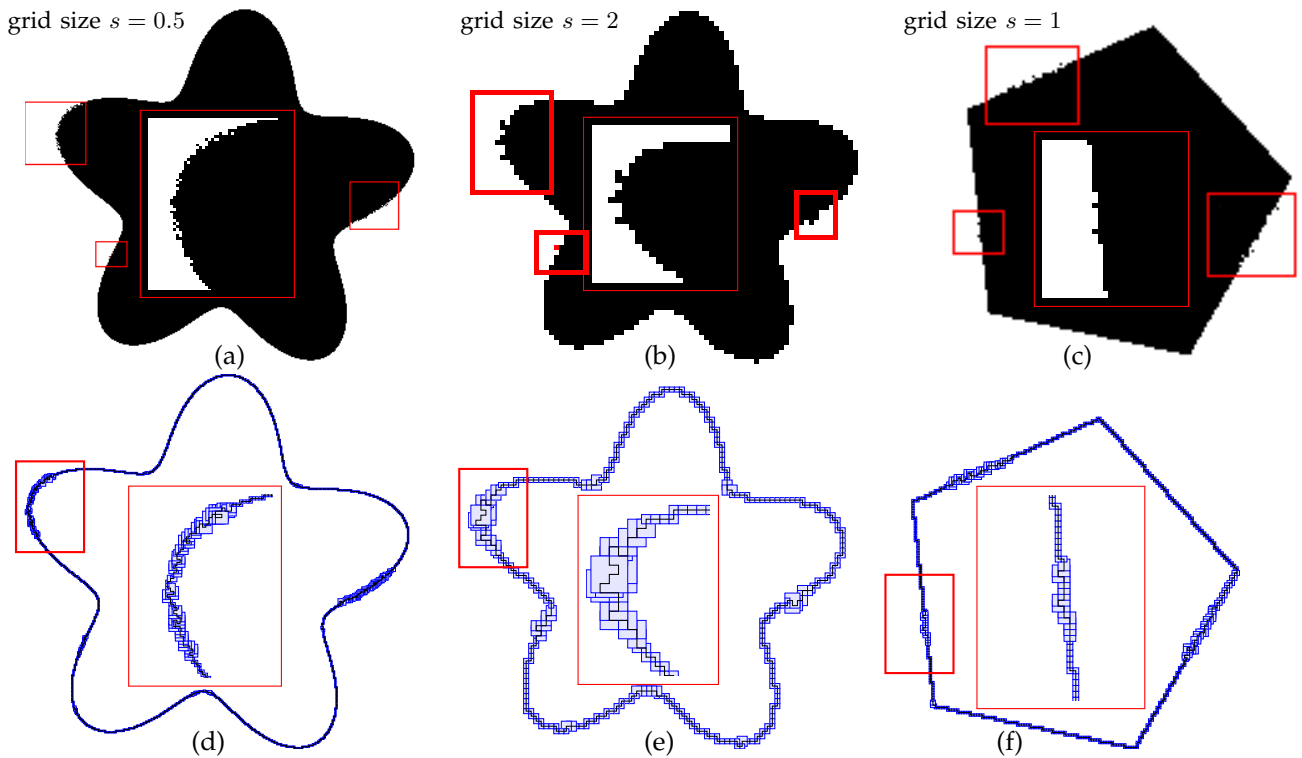 grid size s = 0.5
grid size s = 2
grid size s = 1
(a)
(b)
(c)
(d)
(e)
(f)